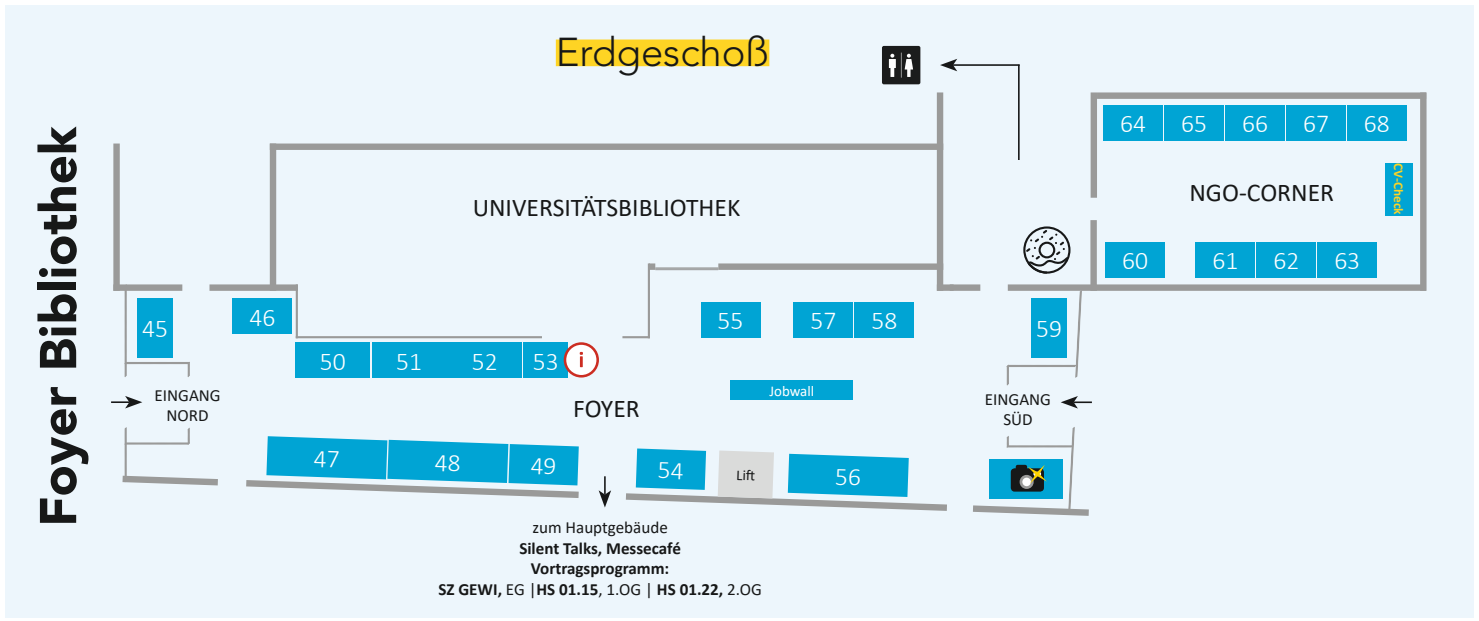 Erdgeschoß
Foyer Bibliothek
64 65 66 67 68
CV-Check
NGO-CORNER
UNIVERSITÄTSBIBLIOTHEK
60 61 62 63
45
46
55
57 58
59
50 51 52 53
i
Jobwall
EINGANG
NORD
FOYER
EINGANG
SÜD
47 48 49
54
Lift
56
zum Hauptgebäude
Silent Talks, Messecafé
Vortragsprogramm:
SZ GEWI, EG |HS 01.15, 1.OG | HS 01.22, 2.OG